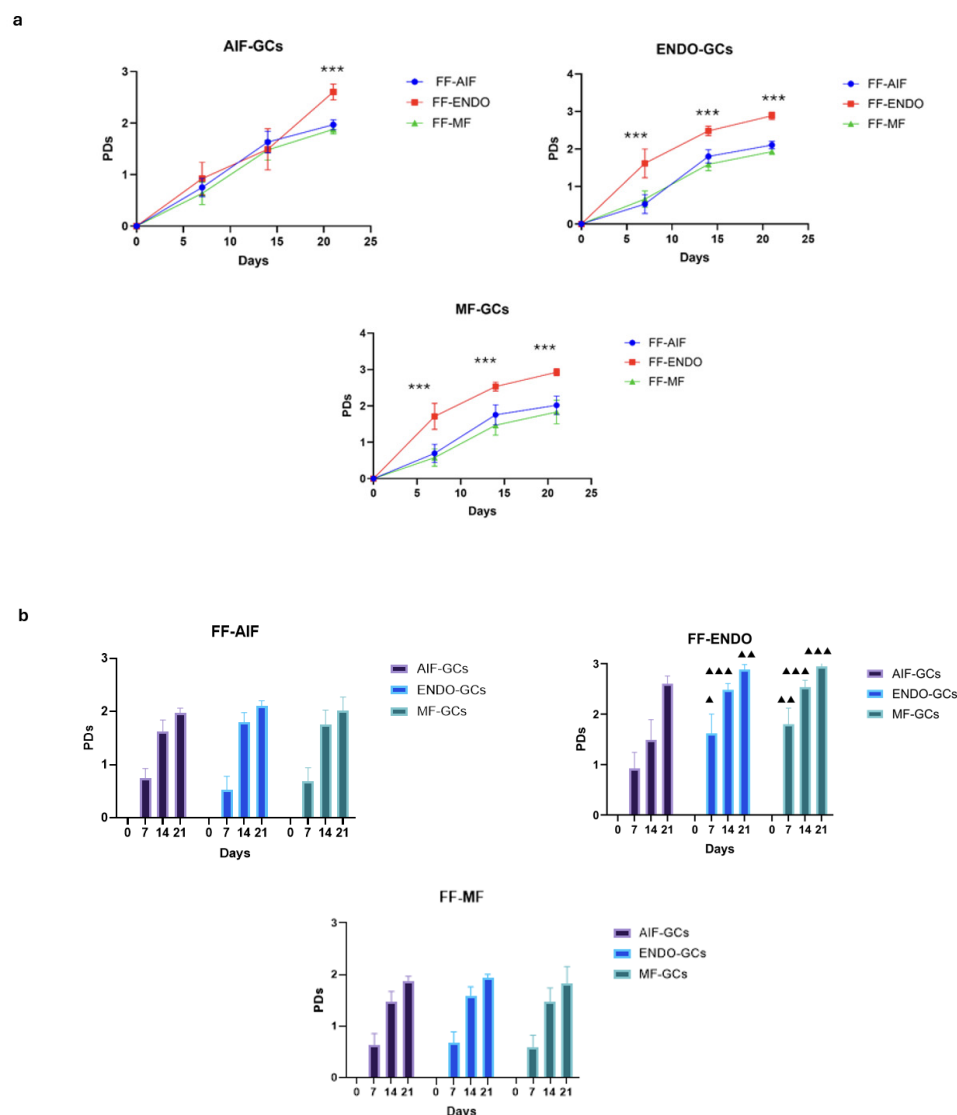 a
AIF-GCs
***
3
2
1
0
PDs
0 5 10 15 20 25
Days
FF-AIF
FF-ENDO
FF-MF
ENDO-GCs
*** *** ***
4
3
2
1
0
PDs
0 5 10 15 20 25
Days
FF-AIF
FF-ENDO
FF-MF
MF-GCs
*** *** ***
4
3
2
1
0
PDs
0 5 10 15 20 25
Days
FF-AIF
FF-ENDO
FF-MF
b
FF-AIF
3
2
1
0
PDs
0 7 14 21 0 7 14 21 0 7 14 21
Days
AIF-GCs
ENDO-GCs
MF-GCs
FF-ENDO
▲ ▲▲▲ ▲▲ ▲▲ ▲▲▲ ▲▲▲
3
2
1
0
PDs
0 7 14 21 0 7 14 21 0 7 14 21
Days
AIF-GCs
ENDO-GCs
MF-GCs
FF-MF
3
2
1
0
PDs
0 7 14 21 0 7 14 21 0 7 14 21
Days
AIF-GCs
ENDO-GCs
MF-GCs